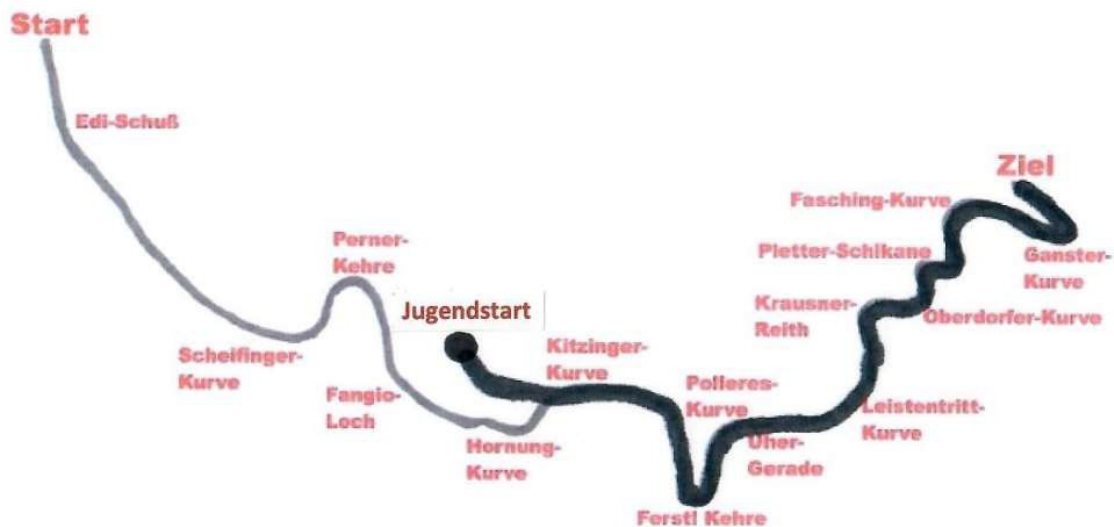 Start
Edi-Schuß
Ziel
Fasching-Kurve
Perner-
Kehre
Pletter-Schikane
Ganster-
Kurve
Jugendstart
Krausner-
Reith
Oberdorfer-Kurve
Scheifinger-
Kurve
Kitzinger-
Kurve
Fangio-
Loch
Polleres-
Kurve
Leistentritt-
Kurve
Hornung-
Kurve
Uher-
Gerade
Ferstl Kehre